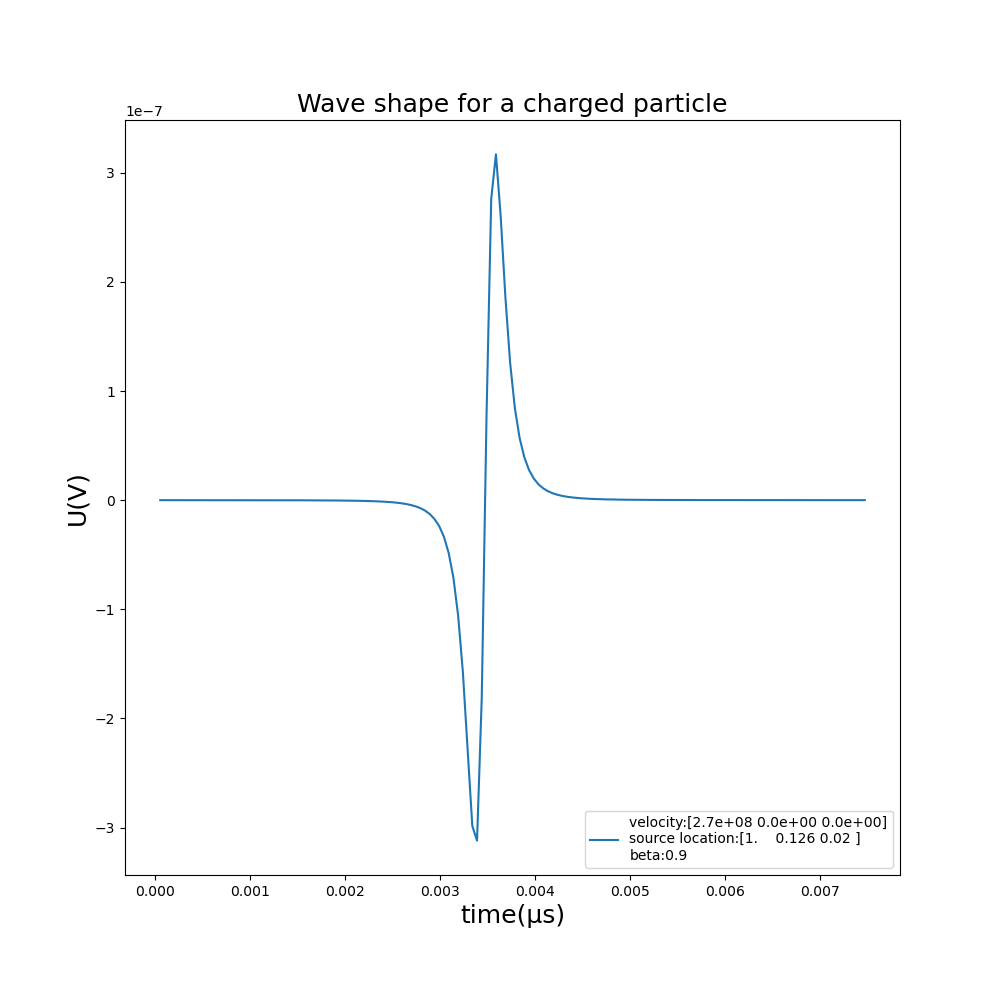 Wave shape for a charged particle
1e−7
3
2
1
0
−1
−2
−3
U(V)
0.000 0.001 0.002 0.003 0.004 0.005 0.006 0.007
time(μs)
velocity:[2.7e+08 0.0e+00 0.0e+00]
source location:[1.    0.126 0.02 ]
beta:0.9